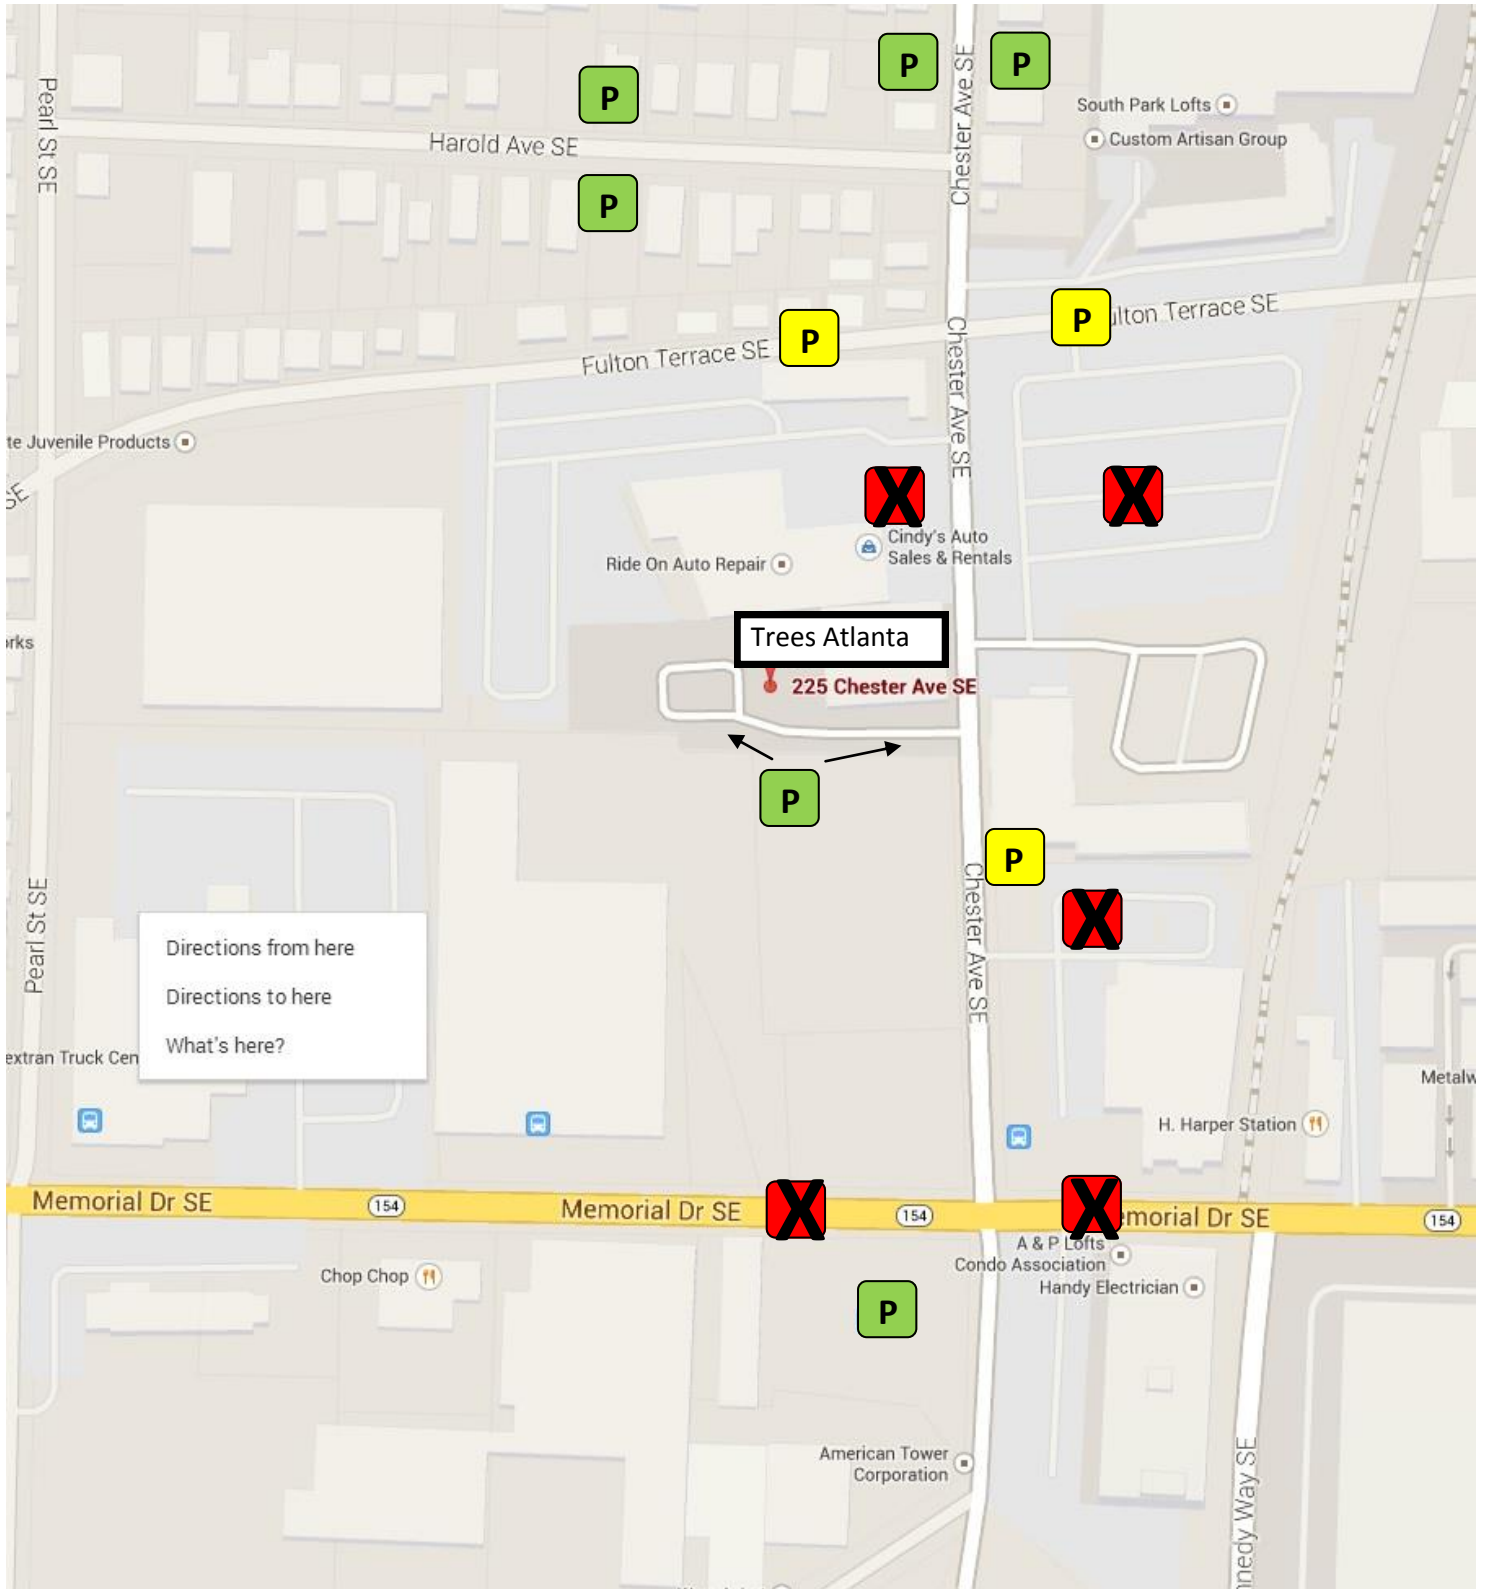 P
P
P
Pearl St SE
Chester Ave SE
South Park Lofts
Custom Artisan Group
Harold Ave SE
P
P
P
ulton Terrace SE
Fulton Terrace SE
Chester Ave SE
te Juvenile Products
SE
X
X
Cindy's Auto
Sales & Rentals
Ride On Auto Repair
Trees Atlanta
orks
225 Chester Ave SE
P
P
Pearl St SE
Chester Ave SE
X
Directions from here
Directions to here
What's here?
extran Truck Cen
Metalw
H. Harper Station
Memorial Dr SE
154
Memorial Dr SE
X
154
X
emorial Dr SE
154
A & P Lofts
Condo Association
Handy Electrician
Chop Chop
P
American Tower
Corporation
nnedy Way SE